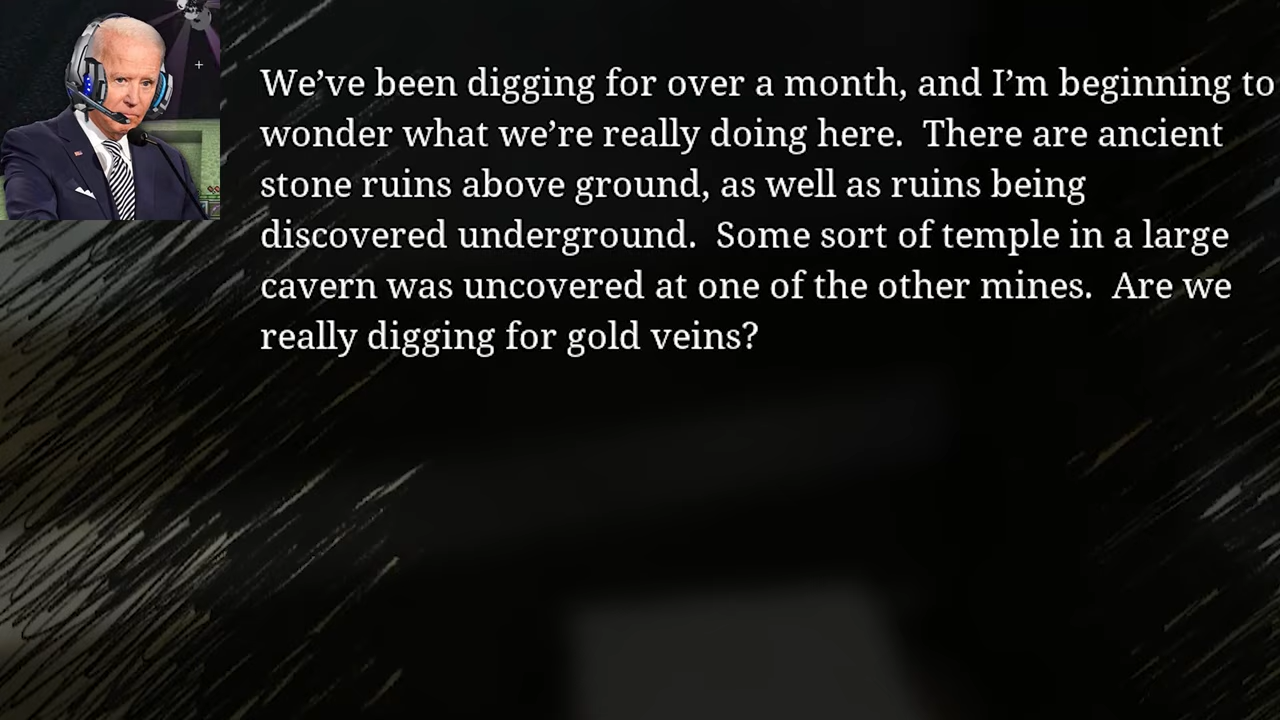 We’ve been digging for over a month, and I’m beginning to
wonder what we’re really doing here.  There are ancient
stone ruins above ground, as well as ruins being
discovered underground.  Some sort of temple in a large
cavern was uncovered at one of the other mines.  Are we
really digging for gold veins?